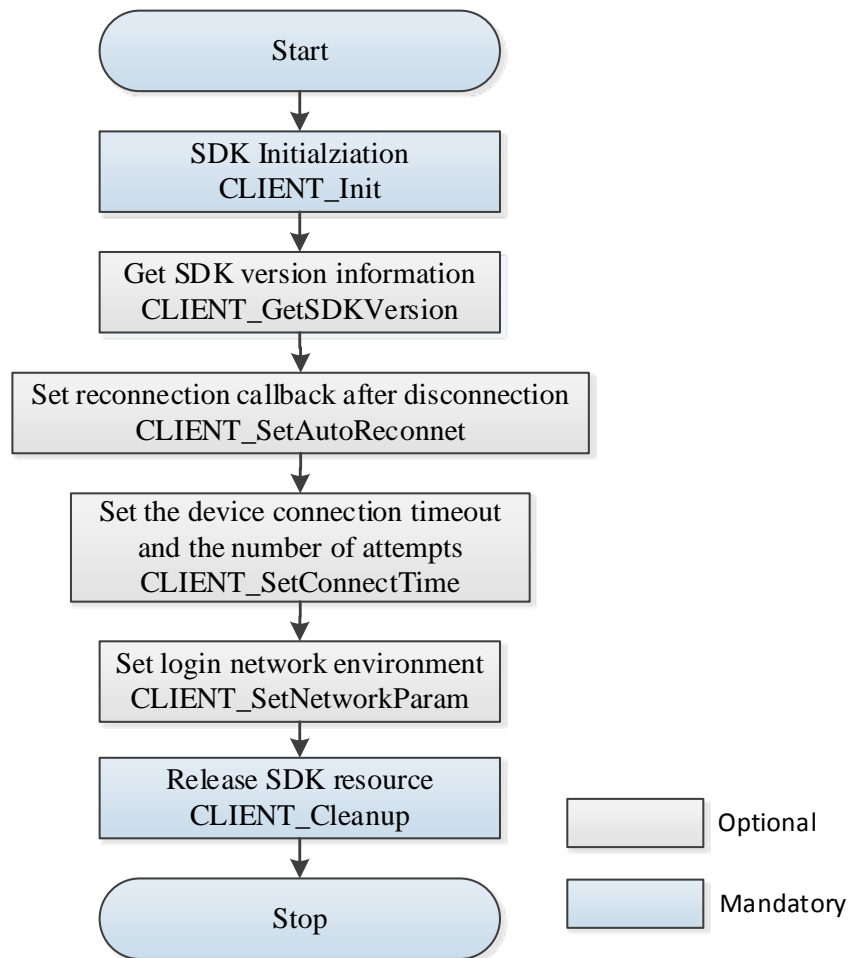 Start
SDK Initialziation
CLIENT_Init
Get SDK version information
CLIENT_GetSDKVersion
Set reconnection callback after disconnection
CLIENT_SetAutoReconnet
Set the device connection timeout
and the number of attempts
CLIENT_SetConnectTime
Set login network environment
CLIENT_SetNetworkParam
Release SDK resource
CLIENT_Cleanup
Stop
Optional
Mandatory